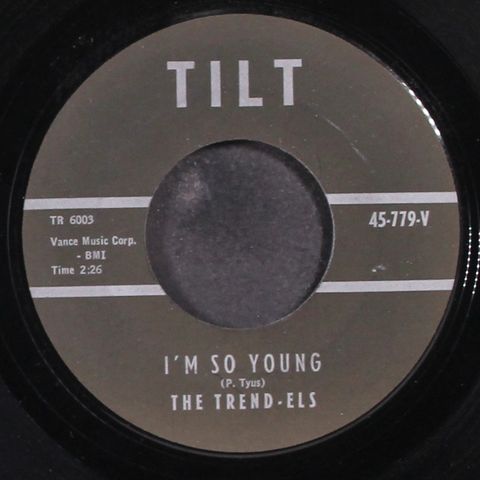 TILT
TR 6003
Vance Music Corp.
- BMI
Time 2:26
45-779-V
I'M SO YOUNG
(P. Tyus)
THE TREND-ELS